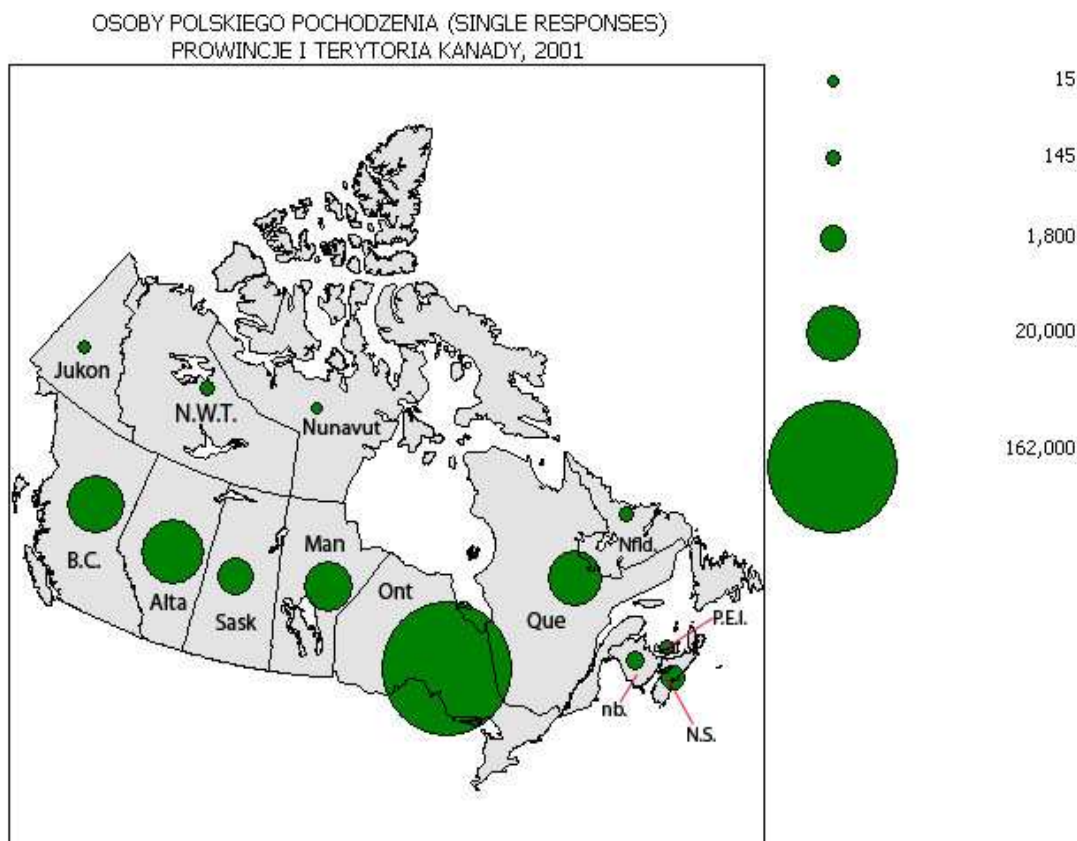 OSOBY POLSKIEGO POCHODZENIA (SINGLE RESPONSES)
PROWINCJE I TERYTORIA KANADY, 2001
15
145
1,800
20,000
162,000
Jukon
N.W.T.
Nunavut
B.C.
Alta
Sask
Man
Ont
Que
Nfld.
P.E.I.
nb.
N.S.